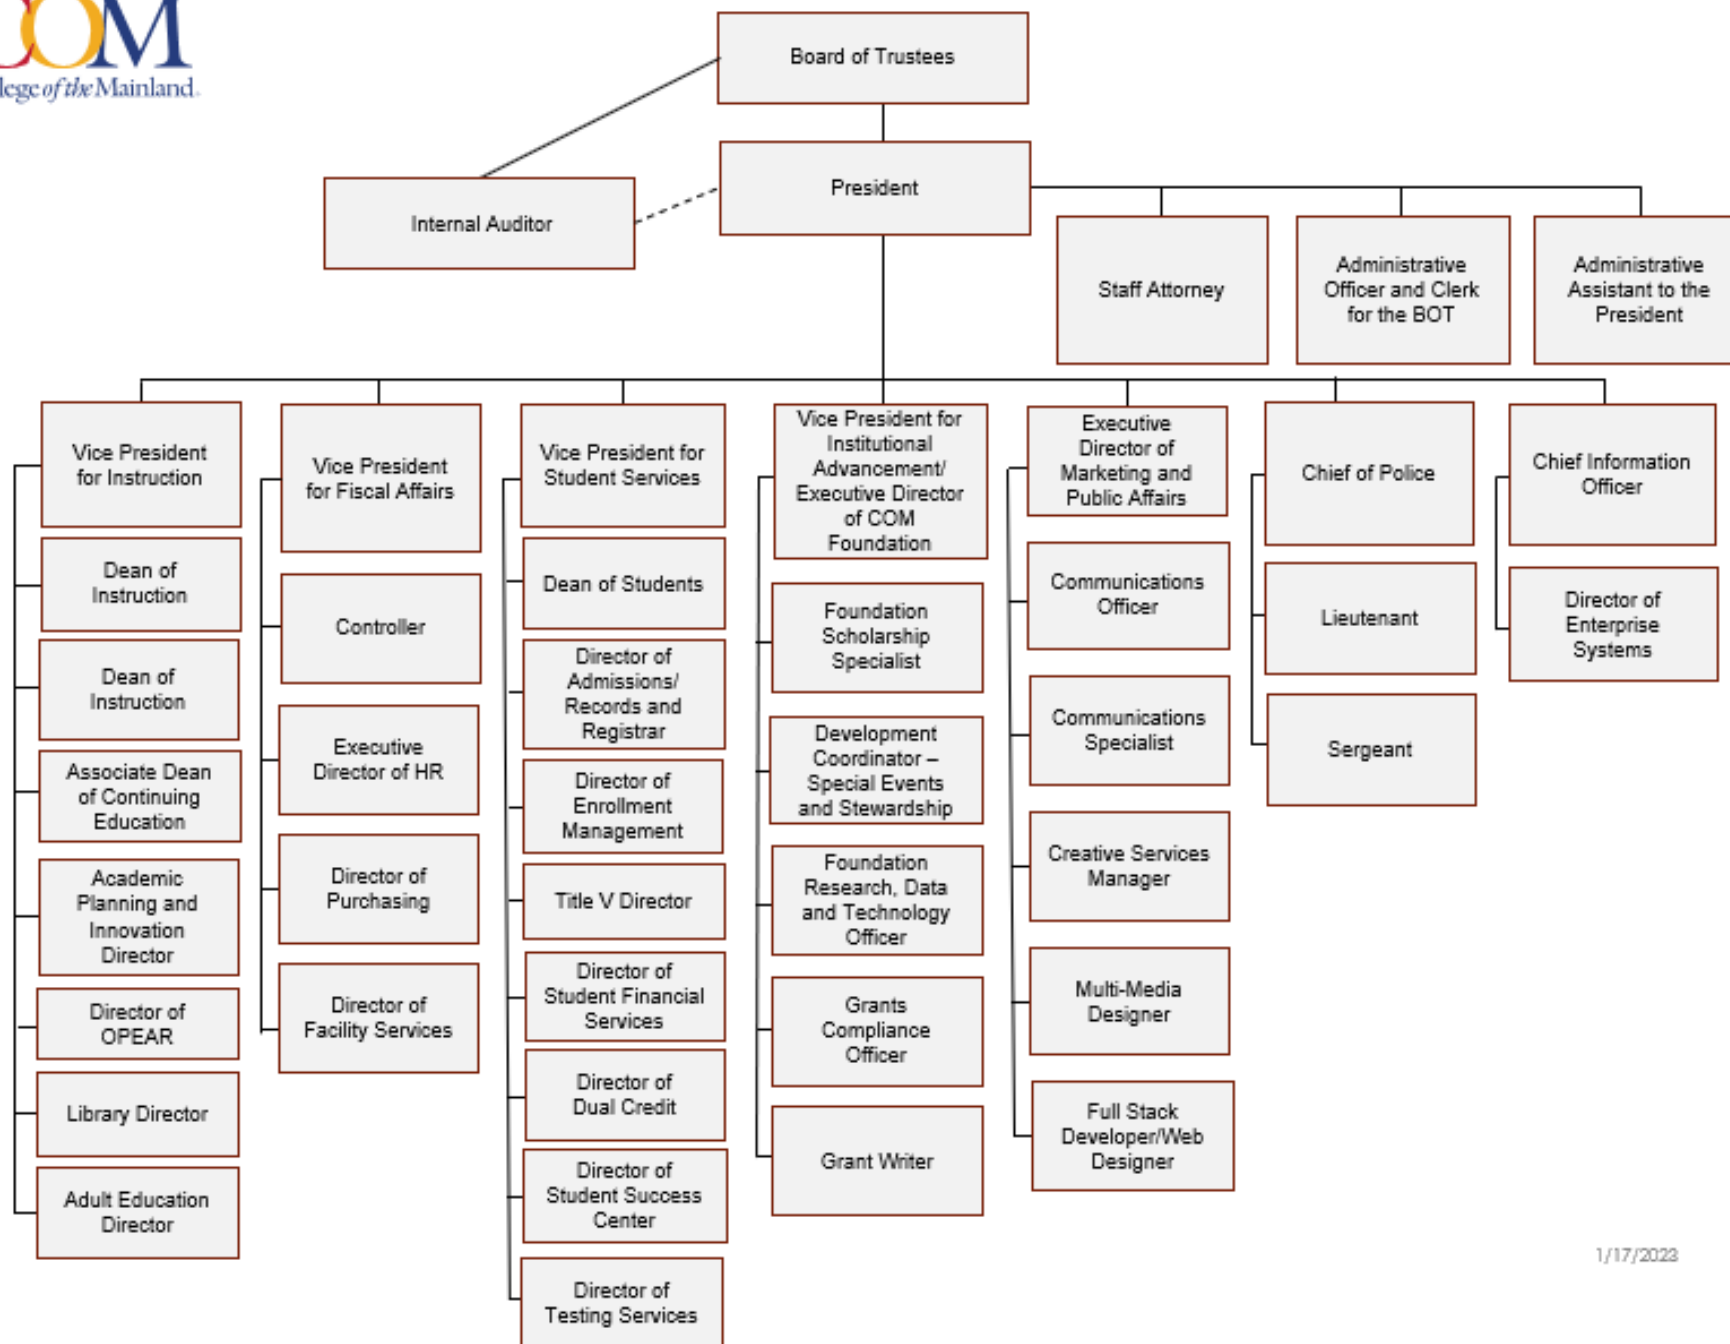 COM
llege of the Mainland.
Board of Trustees
President
Internal Auditor
Staff Attorney
Administrative
Officer and Clerk
for the BOT
Administrative
Assistant to the
President
Vice President
for Instruction
Dean of
Instruction
Dean of
Instruction
Associate Dean
of Continuing
Education
Academic
Planning and
Innovation
Director
Director of
OPEAR
Library Director
Adult Education
Director
Vice President
for Fiscal Affairs
Controller
Executive
Director of HR
Director of
Purchasing
Director of
Facility Services
Vice President for
Student Services
Dean of Students
Director of
Admissions/
Records and
Registrar
Director of
Enrollment
Management
Title V Director
Director of
Student Financial
Services
Director of
Dual Credit
Director of
Student Success
Center
Director of
Testing Services
Vice President for
Institutional
Advancement/
Executive Director
of COM
Foundation
Foundation
Scholarship
Specialist
Development
Coordinator –
Special Events
and Stewardship
Foundation
Research, Data
and Technology
Officer
Grants
Compliance
Officer
Grant Writer
Executive
Director of
Marketing and
Public Affairs
Communications
Officer
Communications
Specialist
Creative Services
Manager
Multi-Media
Designer
Full Stack
Developer/Web
Designer
Chief of Police
Lieutenant
Sergeant
Chief Information
Officer
Director of
Enterprise
Systems
1/17/2023